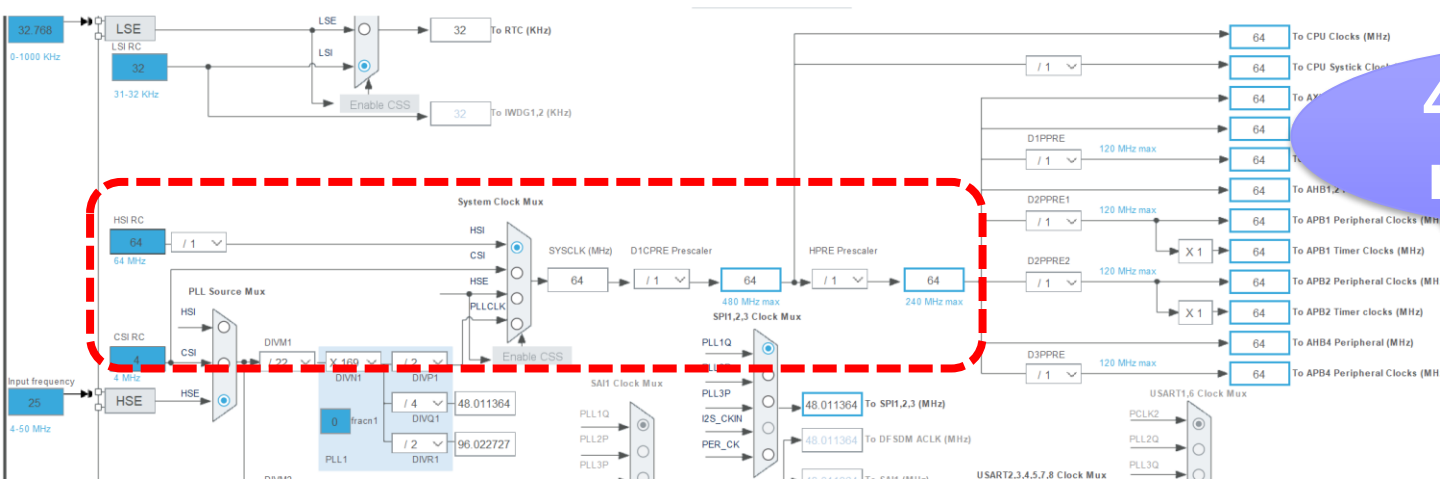 32.768
0-1000 KHz
LSE
LSI RC
32
31-32 KHz
LSE
LSI
Enable CSS
32 To RTC (KHz)
32 To IWDG1,2 (KHz)
64 To CPU Clocks (MHz)
/ 1 64 To CPU Systick
64
64
D1PPRE
/ 1 120 MHz max 64
64 To AHB1,2
D2PPRE1
/ 1 120 MHz max 64 To APB1 Peripheral Clocks
X 1 64 To APB1 Timer Clocks (MHz)
D2PPRE2
/ 1 120 MHz max 64 To APB2 Peripheral Clocks (MH
X 1 64 To APB2 Timer clocks (MHz)
64 To AHB4 Peripheral (MHz)
D3PPRE
/ 1 120 MHz max 64 To APB4 Peripheral Clocks (MH
System Clock Mux
HSI RC
64 / 1
64 MHz
HSI
CSI
HSE
PLLCLK
Enable CSS
SYSCLK (MHz)
64
D1CPRE Prescaler
/ 1
64
480 MHz max
HPRE Prescaler
/ 1
64
240 MHz max
PLL Source Mux
HSI
CSI RC
4
4 MHz
CSI
Input frequency
25
4-50 MHz
HSE
HSE
DIVM1
/ 22
X 169
DIVN1
/ 2
DIVP1
0 fracn1
/ 4 48.011364
DIVQ1
/ 2 96.022727
DIVR1
PLL1
SPI1,2,3 Clock Mux
PLL1Q
PLL3P
I2S_CKIN
PER_CK
48.011364 To SPI1,2,3 (MHz)
48.011364 To DFSDM ACLK (MHz)
SAI1 Clock Mux
PLL1Q
PLL2P
PLL3P
USART1,6 Clock Mux
PCLK2
PLL2Q
PLL3Q
USART2,3,4,5,7,8 Clock Mux